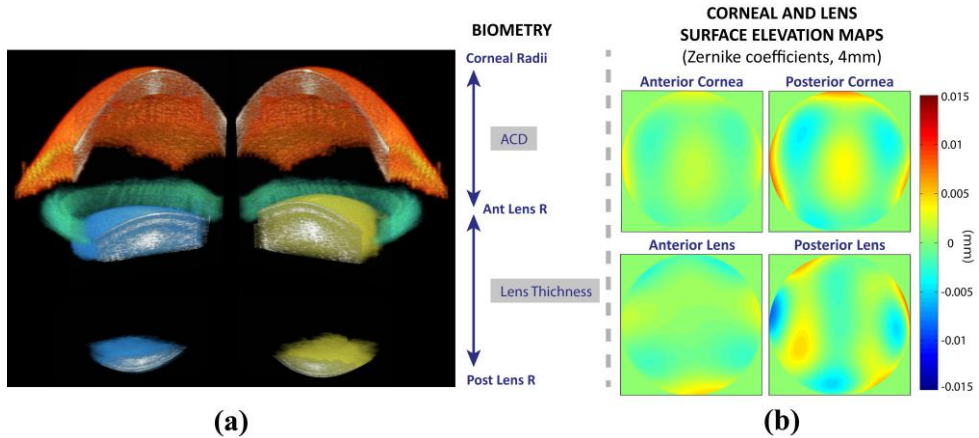 BIOMETRY
Corneal Radii
ACD
Ant Lens R
Lens Thichness
Post Lens R
(a)
CORNEAL AND LENS
SURFACE ELEVATION MAPS
(Zernike coefficients, 4mm)
Anterior Cornea
Posterior Cornea
Anterior Lens
Posterior Lens
0.015
0.01
0.005
0
-0.005
-0.01
-0.015
(mm)
(b)